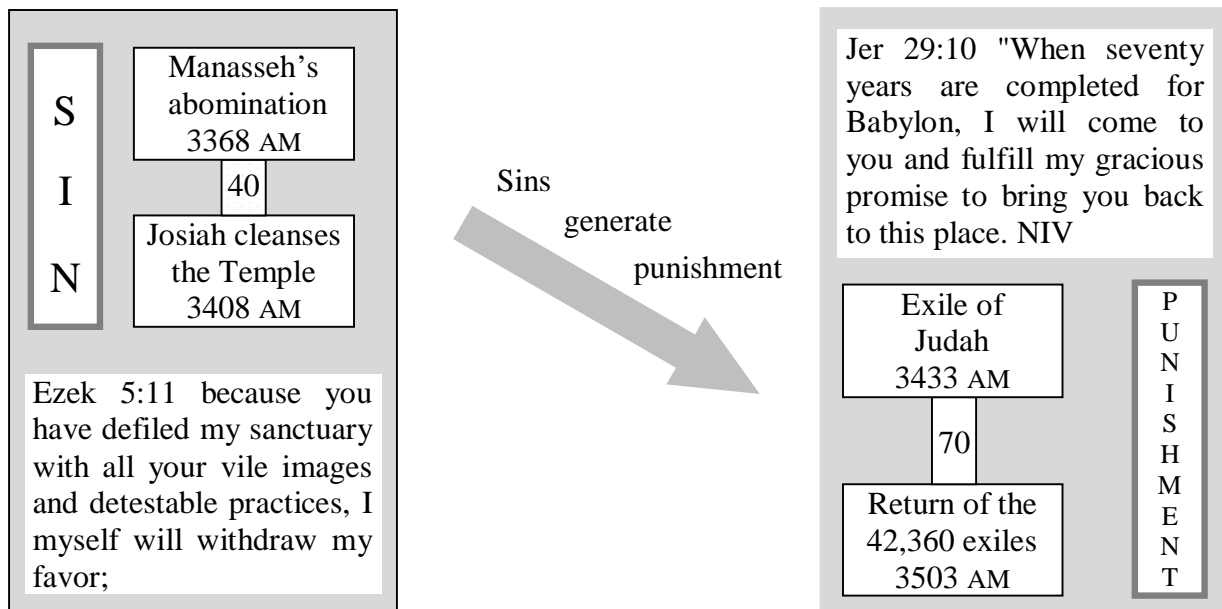 S
I
N
Manasseh’s
abomination
3368 AM
40
Josiah cleanses
the Temple
3408 AM
Ezek 5:11 because you
have defiled my sanctuary
with all your vile images
and detestable practices, I
myself will withdraw my
favor;
Sins
generate
punishment
Jer 29:10 "When seventy
years are completed for
Babylon, I will come to
you and fulfill my gracious
promise to bring you back
to this place. NIV
Exile of
Judah
3433 AM
70
Return of the
42,360 exiles
3503 AM
P
U
N
I
S
H
M
E
N
T